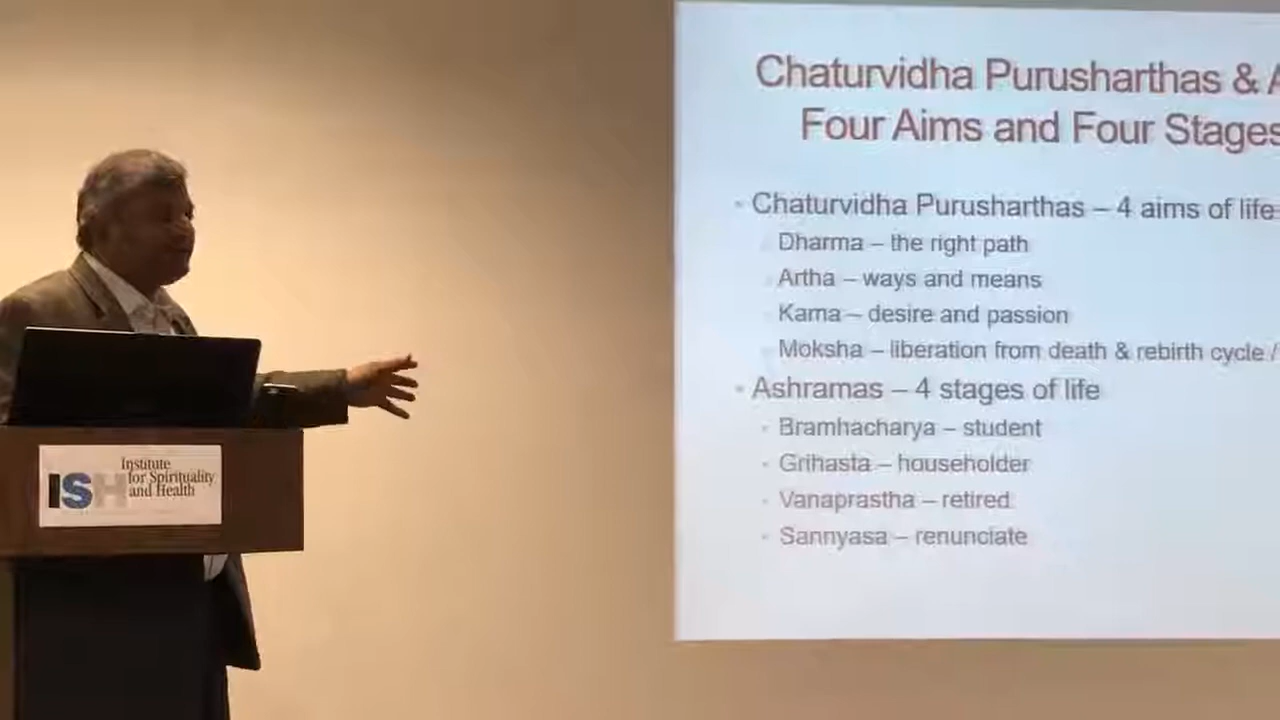 Chaturvidha Purusharthas & A
Four Aims and Four Stages
Chaturvidha Purusharthas – 4 aims of life
Dharma – the right path
Artha – ways and means
Kama – desire and passion
Moksha – liberation from death & rebirth cycle /
Ashramas – 4 stages of life
Bramhacharya – student
Grihasta – householder
Vanaprastha – retired
Sannyasa – renunciate
ISH
Institute
for Spirituality
and Health